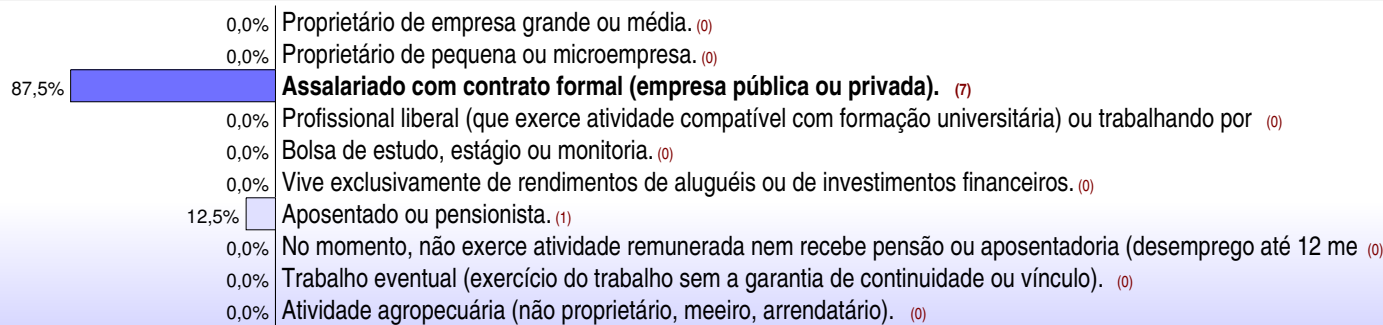 0,0% Proprietário de empresa grande ou média. (0)
0,0% Proprietário de pequena ou microempresa. (0)
87,5% Assalariado com contrato formal (empresa pública ou privada). (7)
0,0% Profissional liberal (que exerce atividade compatível com formação universitária) ou trabalhando por (0)
0,0% Bolsa de estudo, estágio ou monitoria. (0)
0,0% Vive exclusivamente de rendimentos de aluguéis ou de investimentos financeiros. (0)
12,5% Aposentado ou pensionista. (1)
0,0% No momento, não exerce atividade remunerada nem recebe pensão ou aposentadoria (desemprego até 12 me (0)
0,0% Trabalho eventual (exercício do trabalho sem a garantia de continuidade ou vínculo). (0)
0,0% Atividade agropecuária (não proprietário, meeiro, arrendatário). (0)